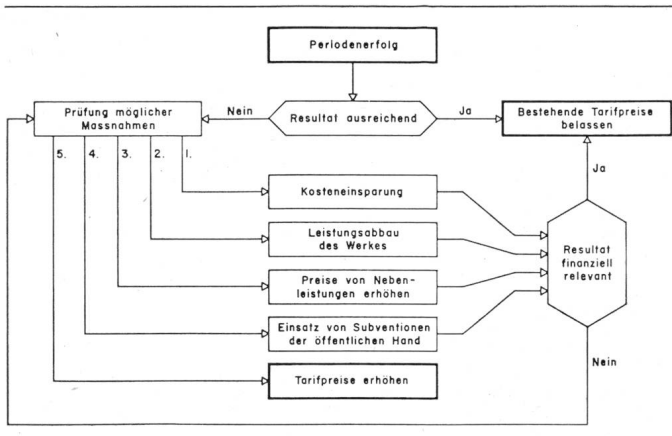 Periodenerfolg
Prüfung möglicher
Massnahmen
Nein
Resultat ausreichend
Ja
Bestehende Tarifpreise
belassen
5.
4.
3.
2.
1.
Ja
Kosteneinsparung
Leistungsabbau
des Werkes
Resultat
finanziell
relevant
Preise von Neben-
leistungen erhöhen
Einsatz von Subventionen
der öffentlichen Hand
Nein
Tarifpreise erhöhen